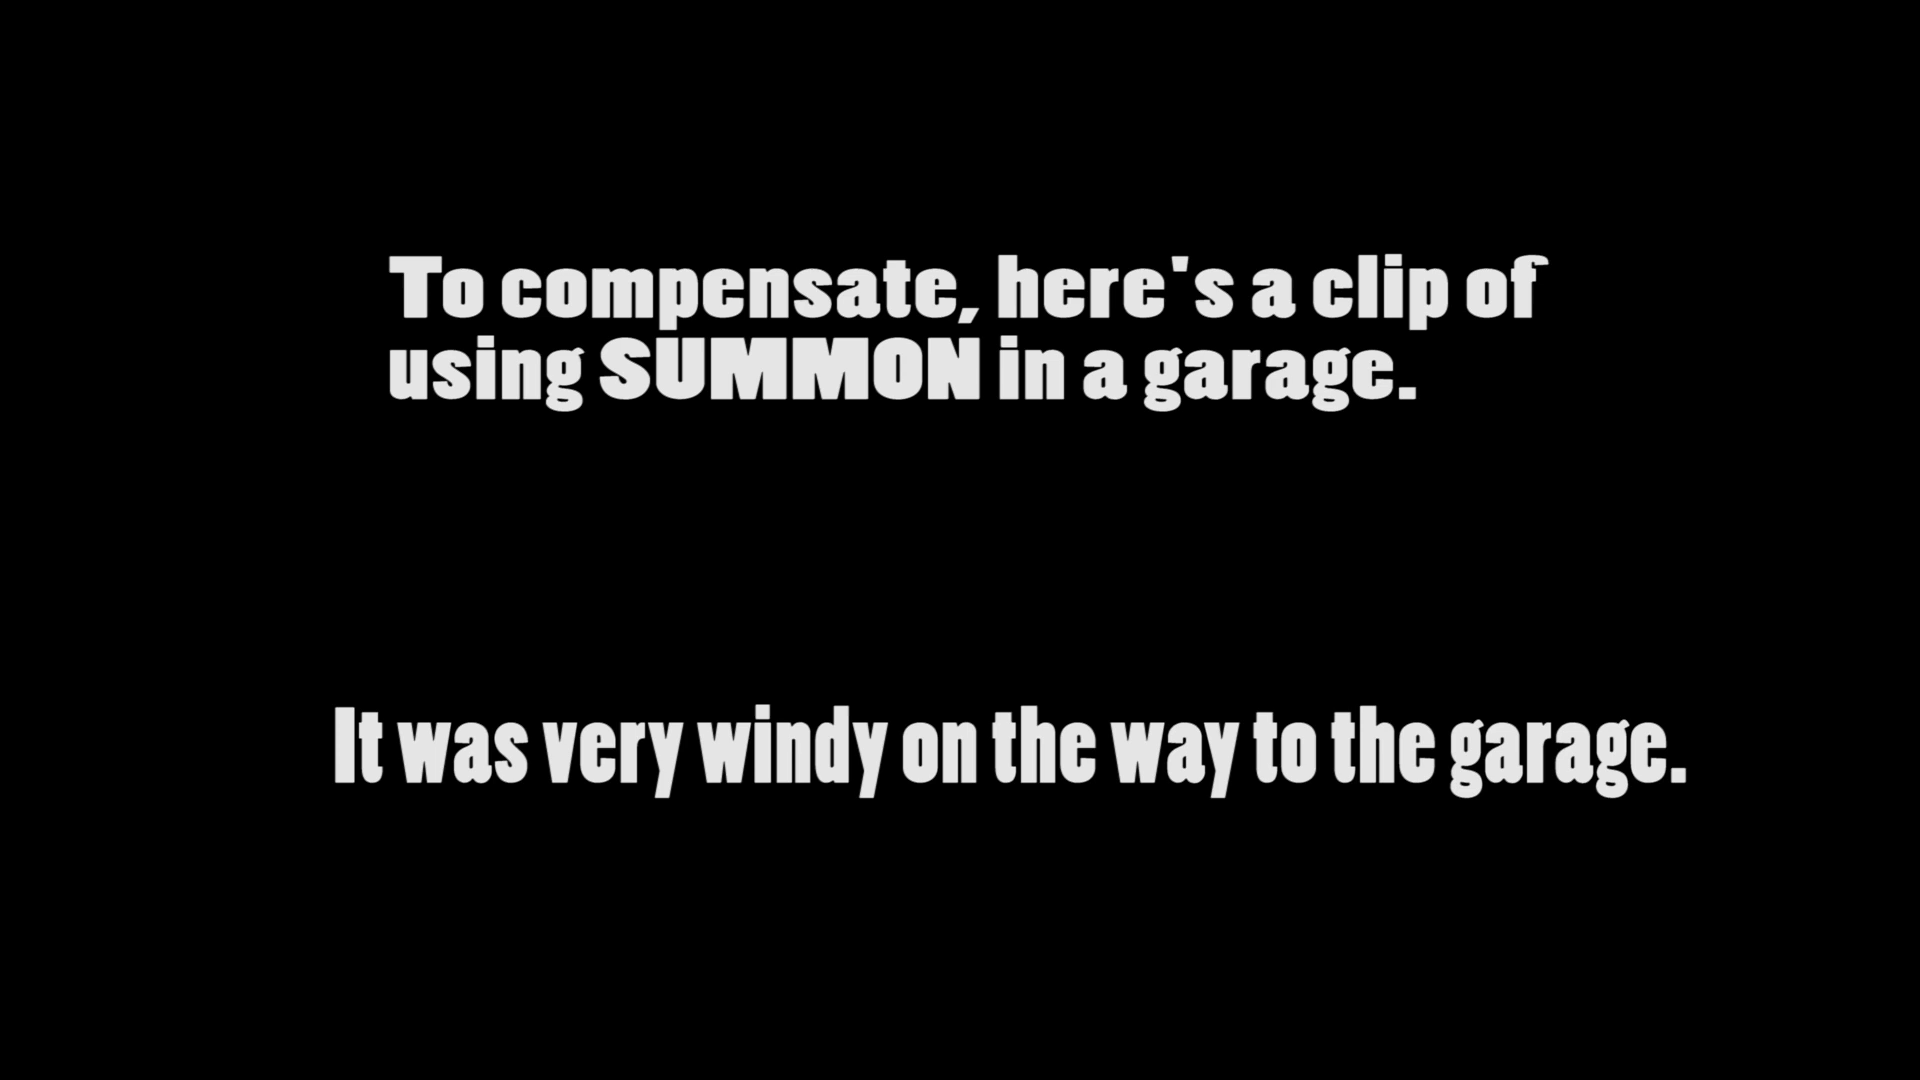 To compensate, here's a clip of
using SUMMON in a garage.
It was very windy on the way to the garage.